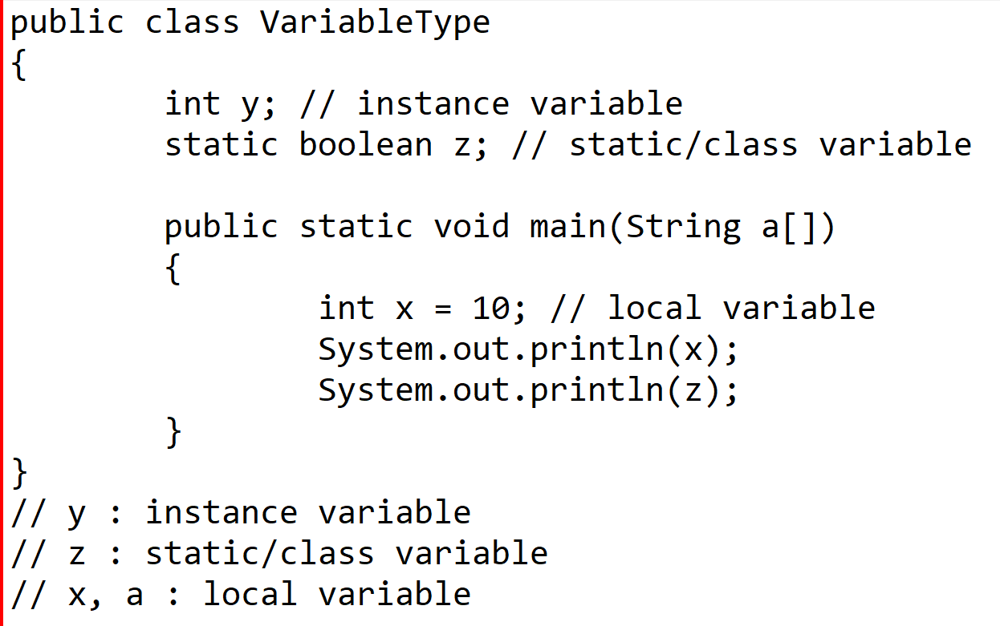 public class VariableType
{
int y; // instance variable
static boolean z; // static/class variable
public static void main(String a[])
{
int x = 10; // local variable
System.out.println(x);
System.out.println(z);
}
}
// y : instance variable
// z : static/class variable
// x, a : local variable